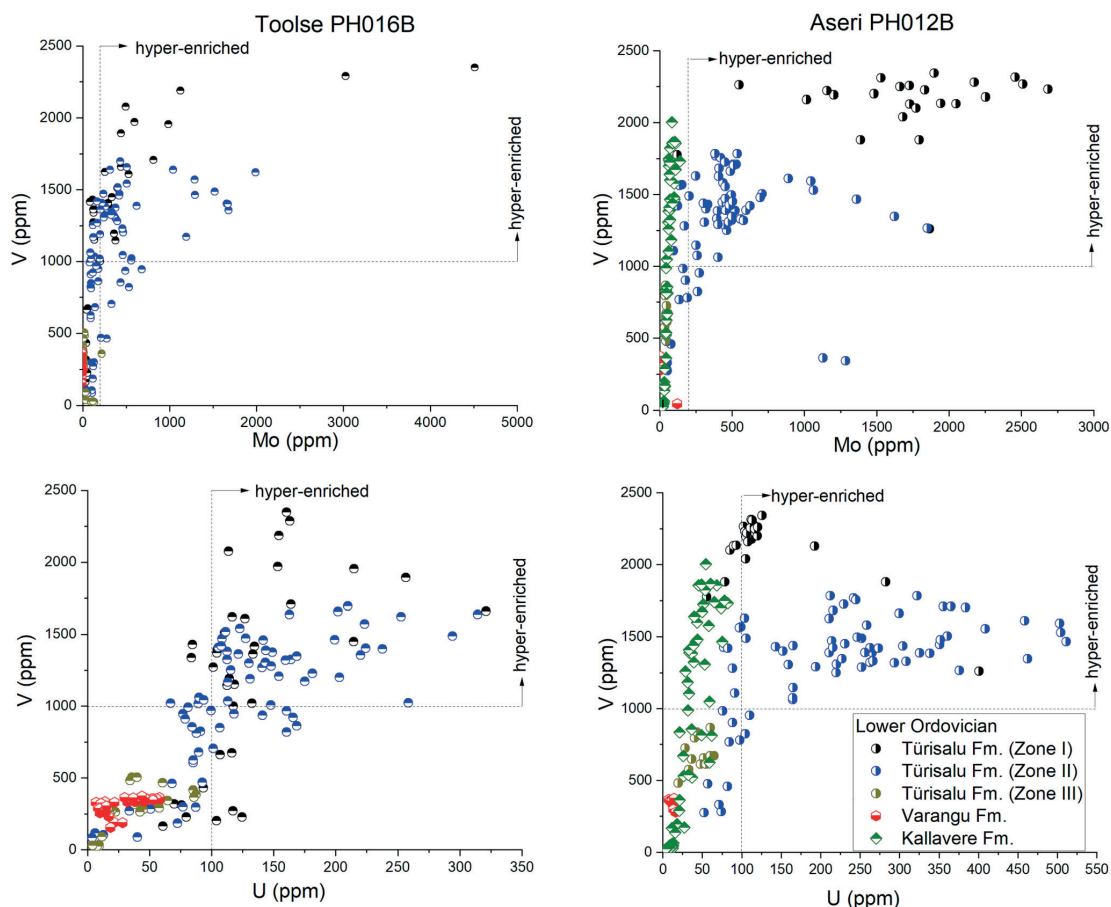 Toolse PH016B
hyper-enriched
2500
2000
1500
1000
500
0
V (ppm)
hyper-enriched
0 1000 2000 3000 4000 5000
Mo (ppm)
Aseri PH012B
hyper-enriched
2500
2000
1500
1000
500
0
V (ppm)
hyper-enriched
0 500 1000 1500 2000 2500 3000
Mo (ppm)
hyper-enriched
2500
2000
1500
1000
500
0
V (ppm)
hyper-enriched
0 50 100 150 200 250 300 350
U (ppm)
hyper-enriched
2500
2000
1500
1000
500
0
V (ppm)
hyper-enriched
Lower Ordovician
Türisalu Fm. (Zone I)
Türisalu Fm. (Zone II)
Türisalu Fm. (Zone III)
Varangu Fm.
Kallavere Fm.
0 50 100 150 200 250 300 350 400 450 500 550
U (ppm)